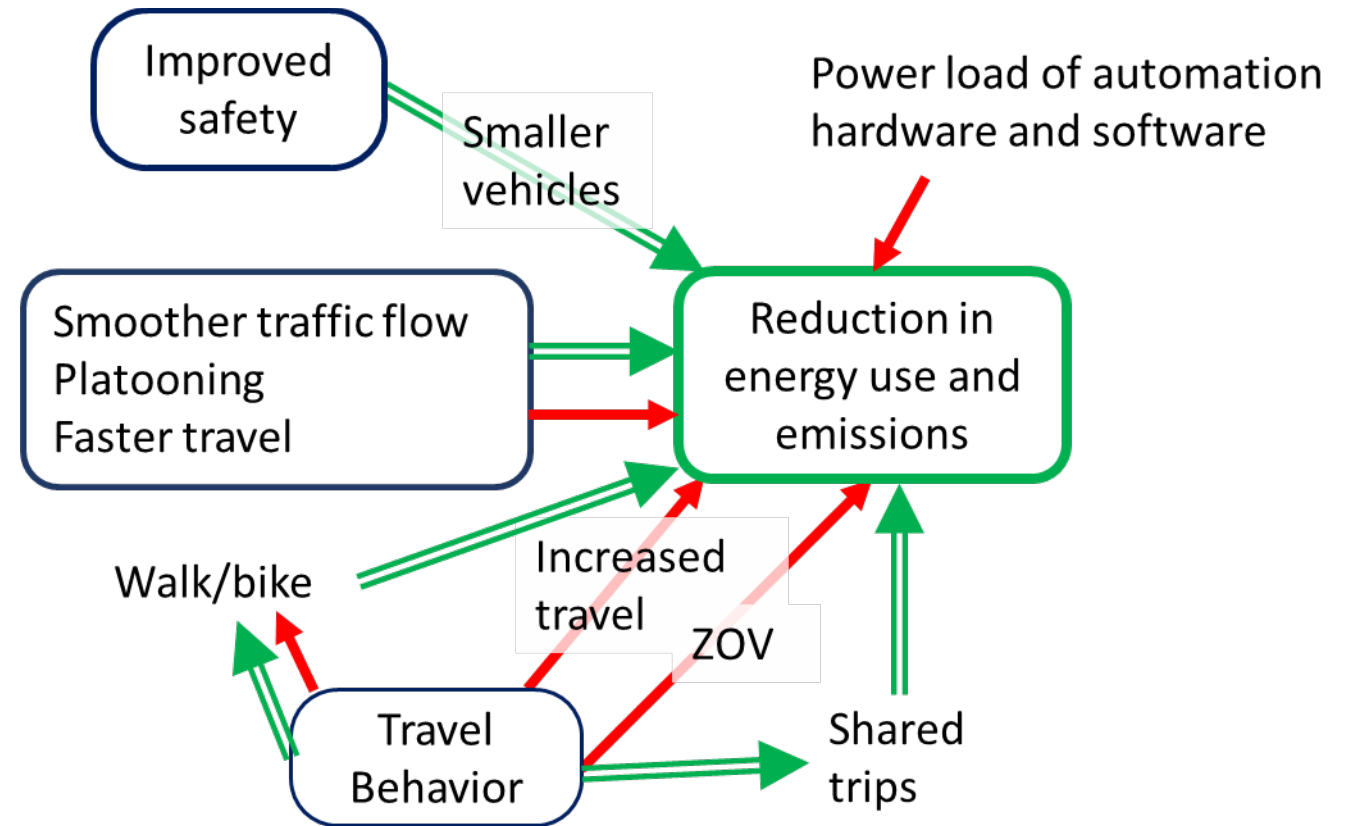 Improved
safety
Smaller
vehicles
Power load of automation
hardware and software
Smoother traffic flow
Platooning
Faster travel
Reduction in
energy use and
emissions
Walk/bike
Increased
travel
ZOV
Travel
Behavior
Shared
trips